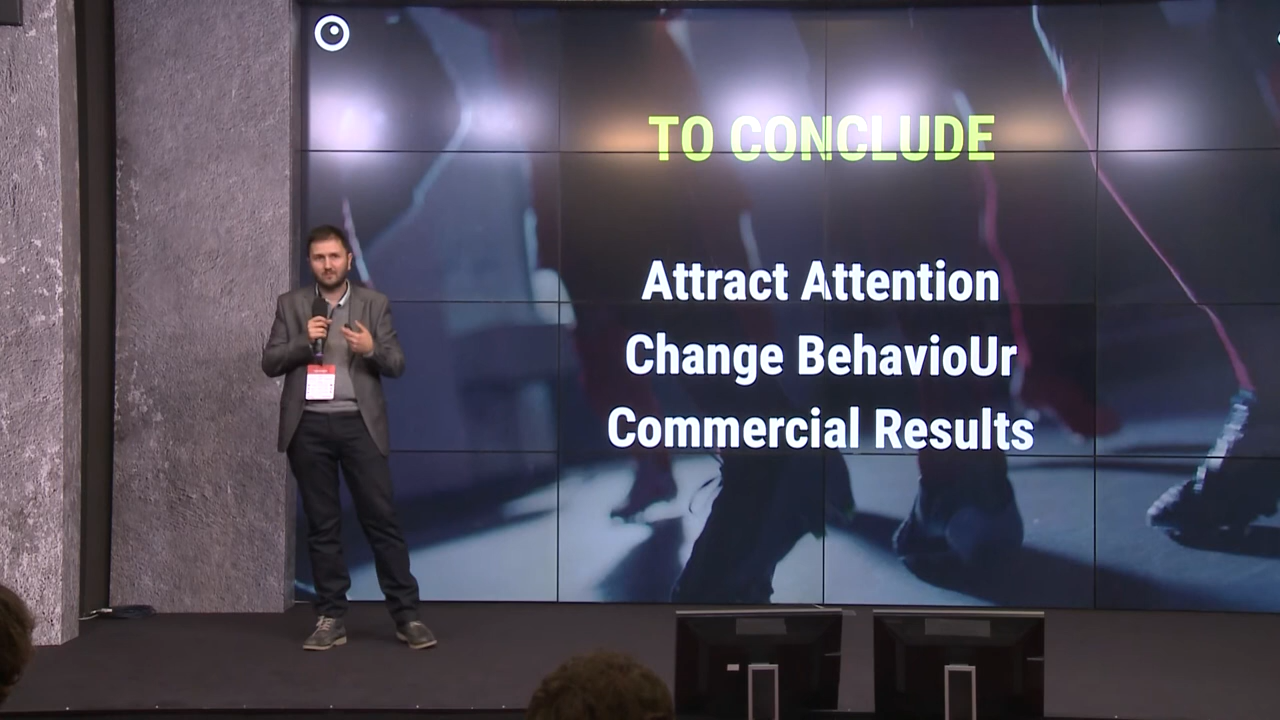 TO CONCLUDE
Attract Attention
Change BehavioUr
Commercial Results